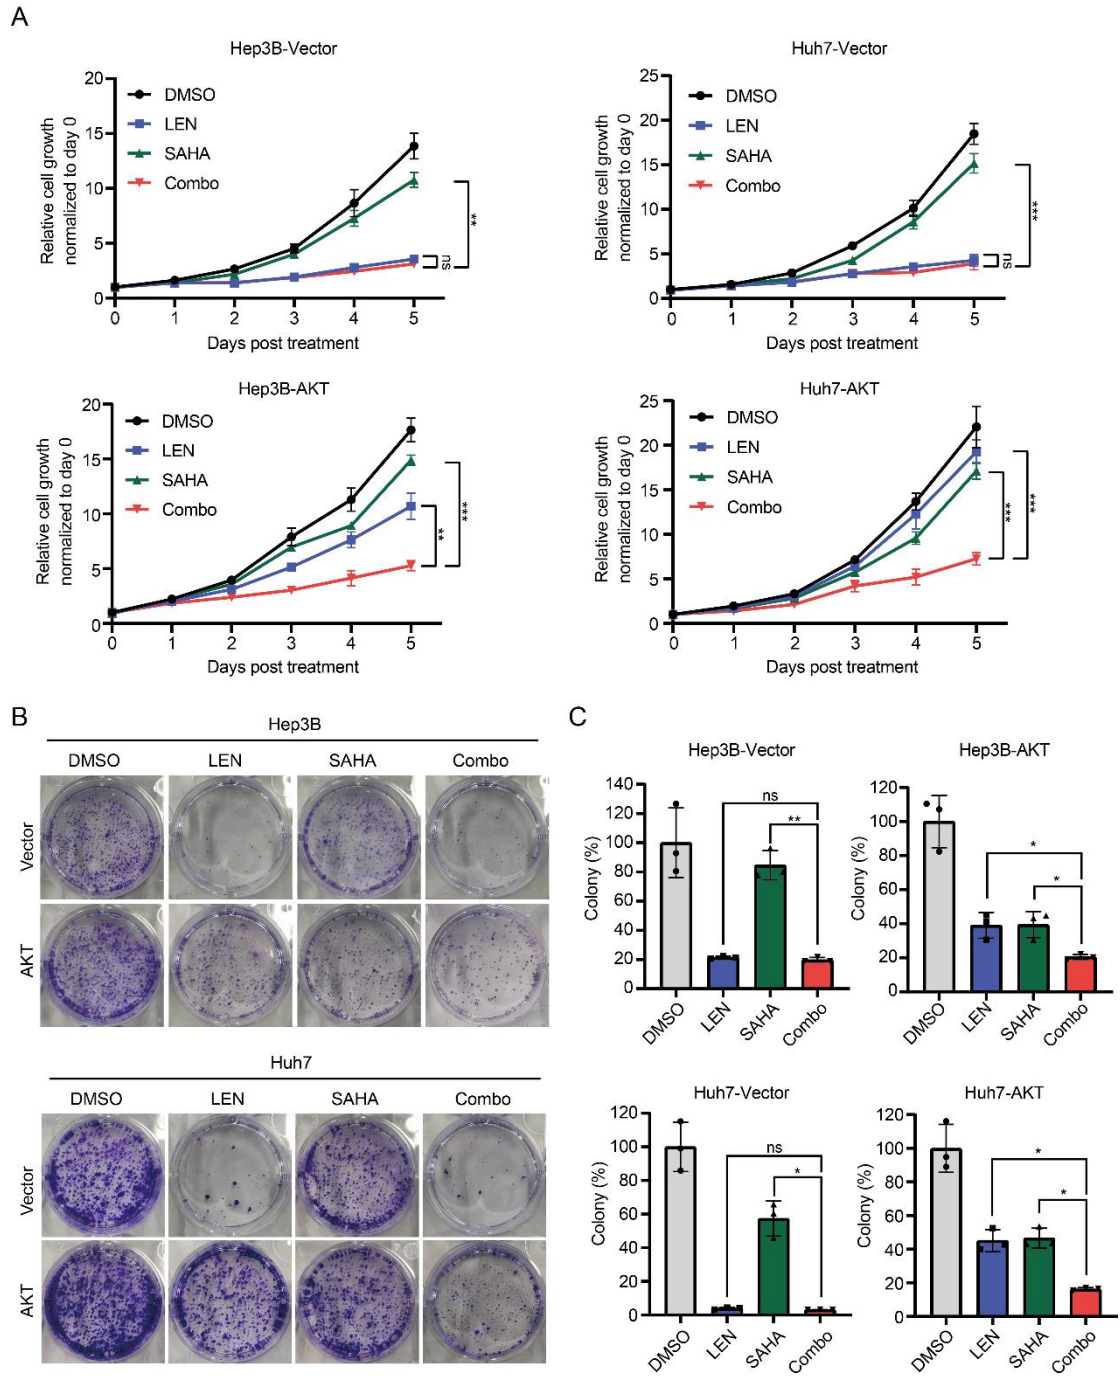 A
Hep3B-Vector
Relative cell growth
normalized to day 0
20
15
10
5
0
DMSO
LEN
SAHA
Combo
**
ns
0 1 2 3 4 5
Days post treatment
Huh7-Vector
Relative cell growth
normalized to day 0
25
20
15
10
5
0
DMSO
LEN
SAHA
Combo
***
ns
0 1 2 3 4 5
Days post treatment
Hep3B-AKT
Relative cell growth
normalized to day 0
20
15
10
5
0
DMSO
LEN
SAHA
Combo
**
***
0 1 2 3 4 5
Days post treatment
Huh7-AKT
Relative cell growth
normalized to day 0
25
20
15
10
5
0
DMSO
LEN
SAHA
Combo
***
***
0 1 2 3 4 5
Days post treatment
B
Hep3B
DMSO LEN SAHA Combo
Vector
AKT
Huh7
DMSO LEN SAHA Combo
Vector
AKT
C
Hep3B-Vector
Colony (%)
140
120
100
80
60
40
20
0
ns
**
DMSO LEN SAHA Combo
Hep3B-AKT
Colony (%)
120
100
80
60
40
20
0
*
*
DMSO LEN SAHA Combo
Huh7-Vector
Colony (%)
120
100
80
60
40
20
0
ns
*
DMSO LEN SAHA Combo
Huh7-AKT
Colony (%)
120
100
80
60
40
20
0
*
*
DMSO LEN SAHA Combo